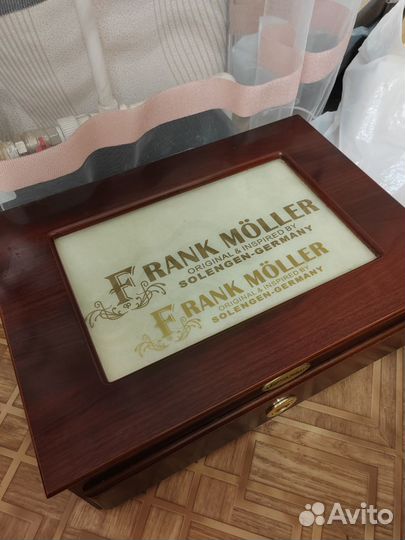 FRANK MÖLLER
ORIGINAL & INSPIRED BY
SOLENGEN-GERMANY
FRANK MÖLLER
ORIGINAL & INSPIRED BY
SOLENGEN-GERMANY
Avito